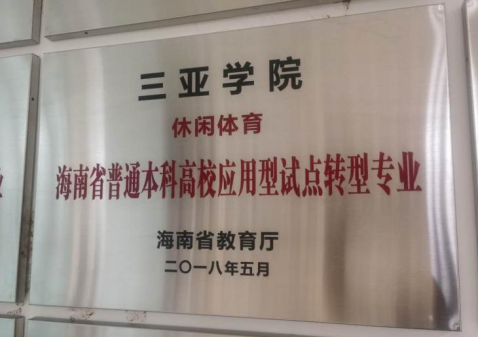 三亚学院
休闲体育
海南省普通本科高校应用型试点转型专业
海南省教育厅
二〇一八年五月